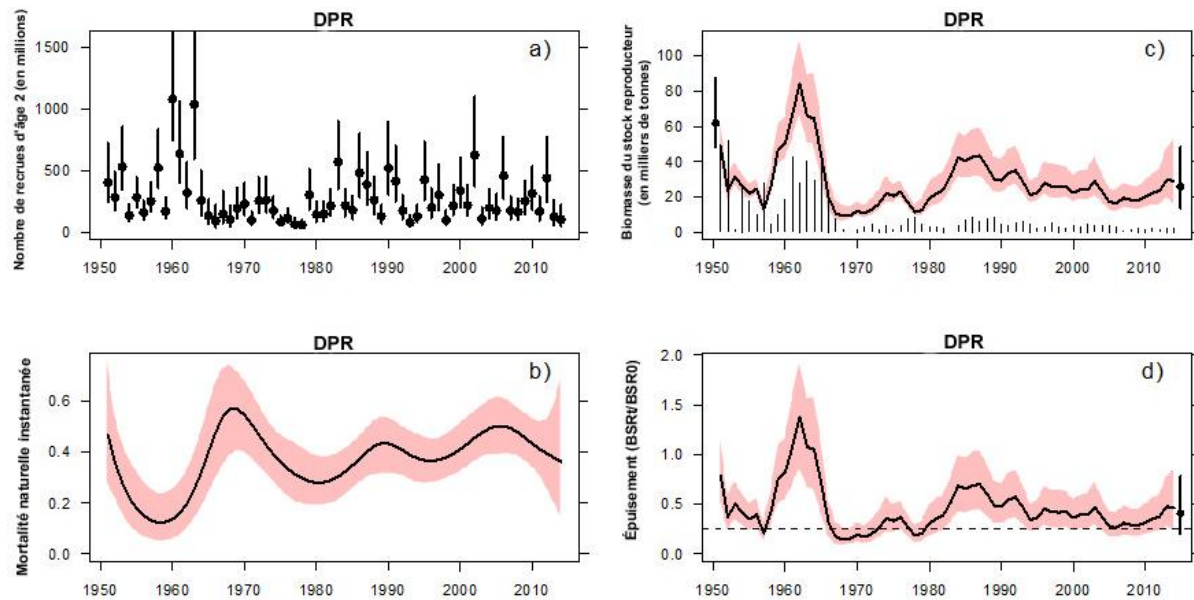 DPR
a)
Nombre de recrues d'âge 2 (en millions)
1500
1000
500
0
1950 1960 1970 1980 1990 2000 2010
DPR
c)
Biomasse du stock reproducteur
(en milliers de tonnes)
100
80
60
40
20
0
1950 1960 1970 1980 1990 2000 2010
DPR
b)
Mortalité naturelle instantanée
0.6
0.4
0.2
0.0
1950 1960 1970 1980 1990 2000 2010
DPR
d)
Épuisement (BSRt/BSR0)
2.0
1.5
1.0
0.5
0.0
1950 1960 1970 1980 1990 2000 2010